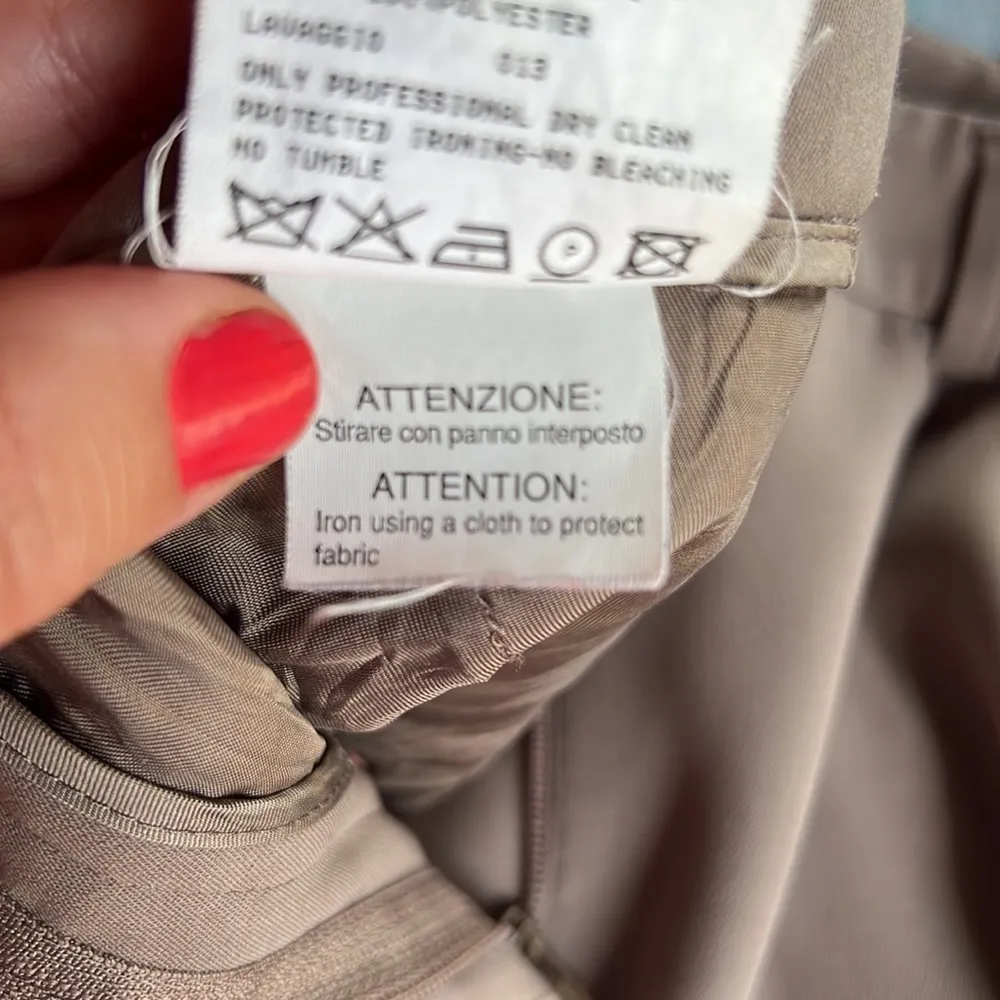 POLYESTER
LAVAGGIO 013
ONLY PROFESSIONAL DRY CLEAN
PROTECTED IRONING-NO BLEACHING
NO TUMBLE
ATTENZIONE:
Stirare con panno interposto
ATTENTION:
Iron using a cloth to protect
fabric